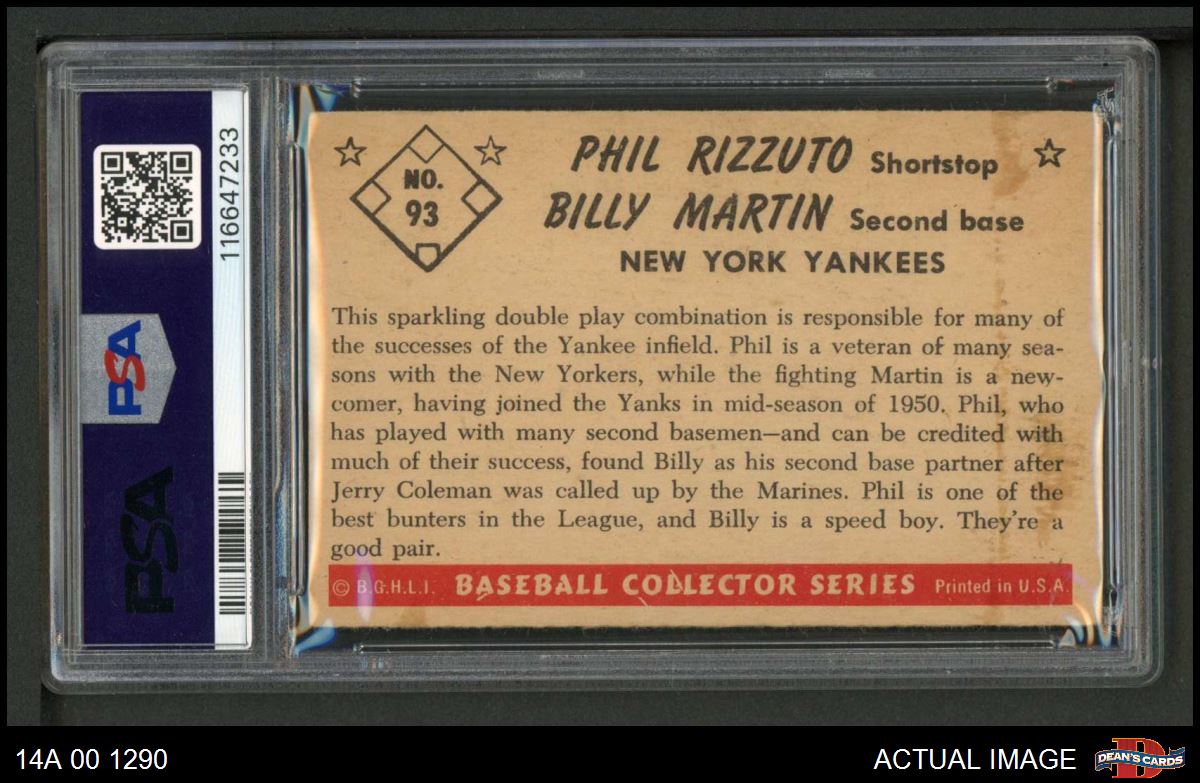 116647233
PSA
PSA
NO.
93
PHIL RIZZUTO Shortstop
BILLY MARTIN Second base
NEW YORK YANKEES
This sparkling double play combination is responsible for many of
the successes of the Yankee infield. Phil is a veteran of many sea-
sons with the New Yorkers, while the fighting Martin is a new-
comer, having joined the Yanks in mid-season of 1950. Phil, who
has played with many second basemen—and can be credited with
much of their success, found Billy as his second base partner after
Jerry Coleman was called up by the Marines. Phil is one of the
best bunters in the League, and Billy is a speed boy. They're a
good pair.
© B.G.H.L.I. BASEBALL COLLECTOR SERIES Printed in U.S.A.
14A 00 1290
ACTUAL IMAGE
DEAN'S CARDS